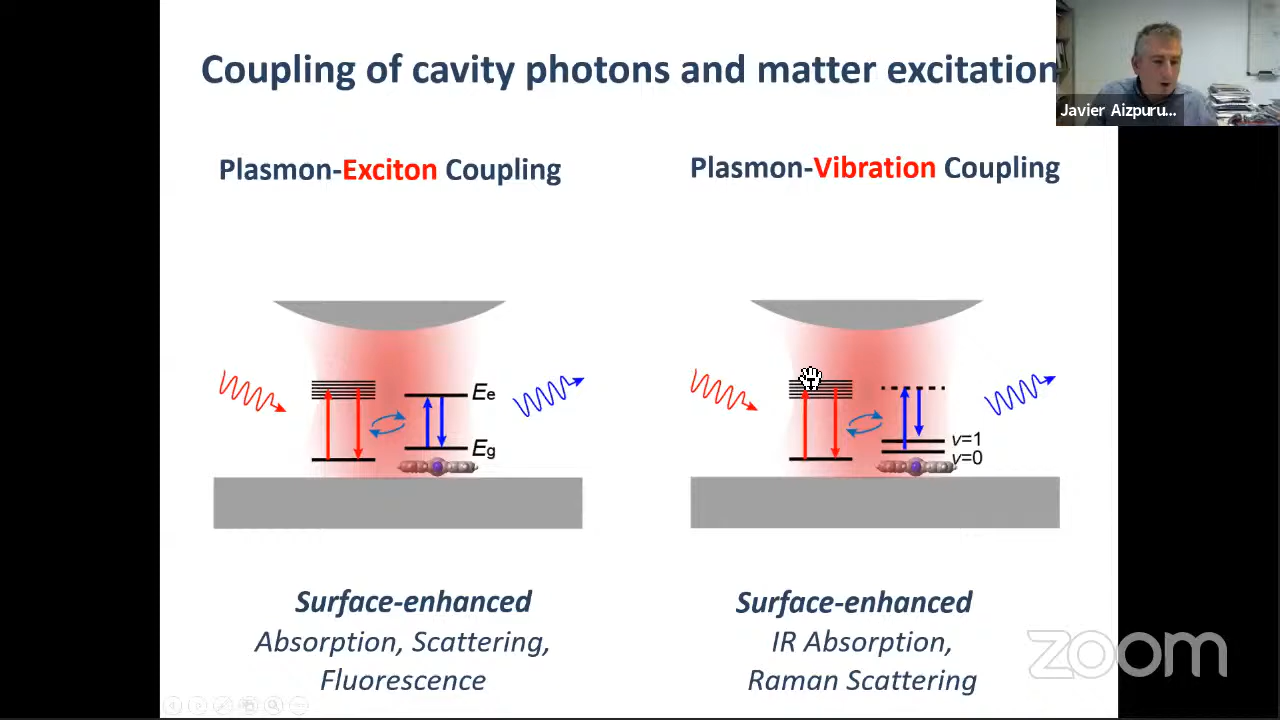 Coupling of cavity photons and matter excitation
Javier Aizpuru...
Plasmon-Exciton Coupling
Plasmon-Vibration Coupling
Ee
Eg
v=1
v=0
Surface-enhanced
Absorption, Scattering,
Fluorescence
Surface-enhanced
IR Absorption,
Raman Scattering
zoom